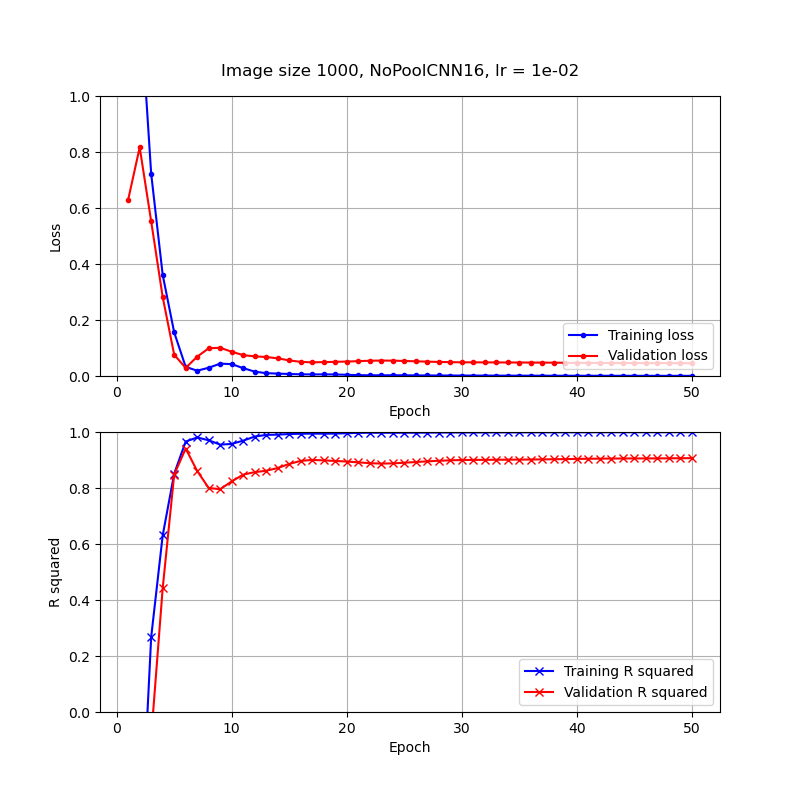 Image size 1000, NoPoolCNN16, lr = 1e-02
1.0
0.8
0.6
0.4
0.2
0.0
Loss
Training loss
Validation loss
0 10 20 30 40 50
Epoch
1.0
0.8
0.6
0.4
0.2
0.0
R squared
Training R squared
Validation R squared
0 10 20 30 40 50
Epoch